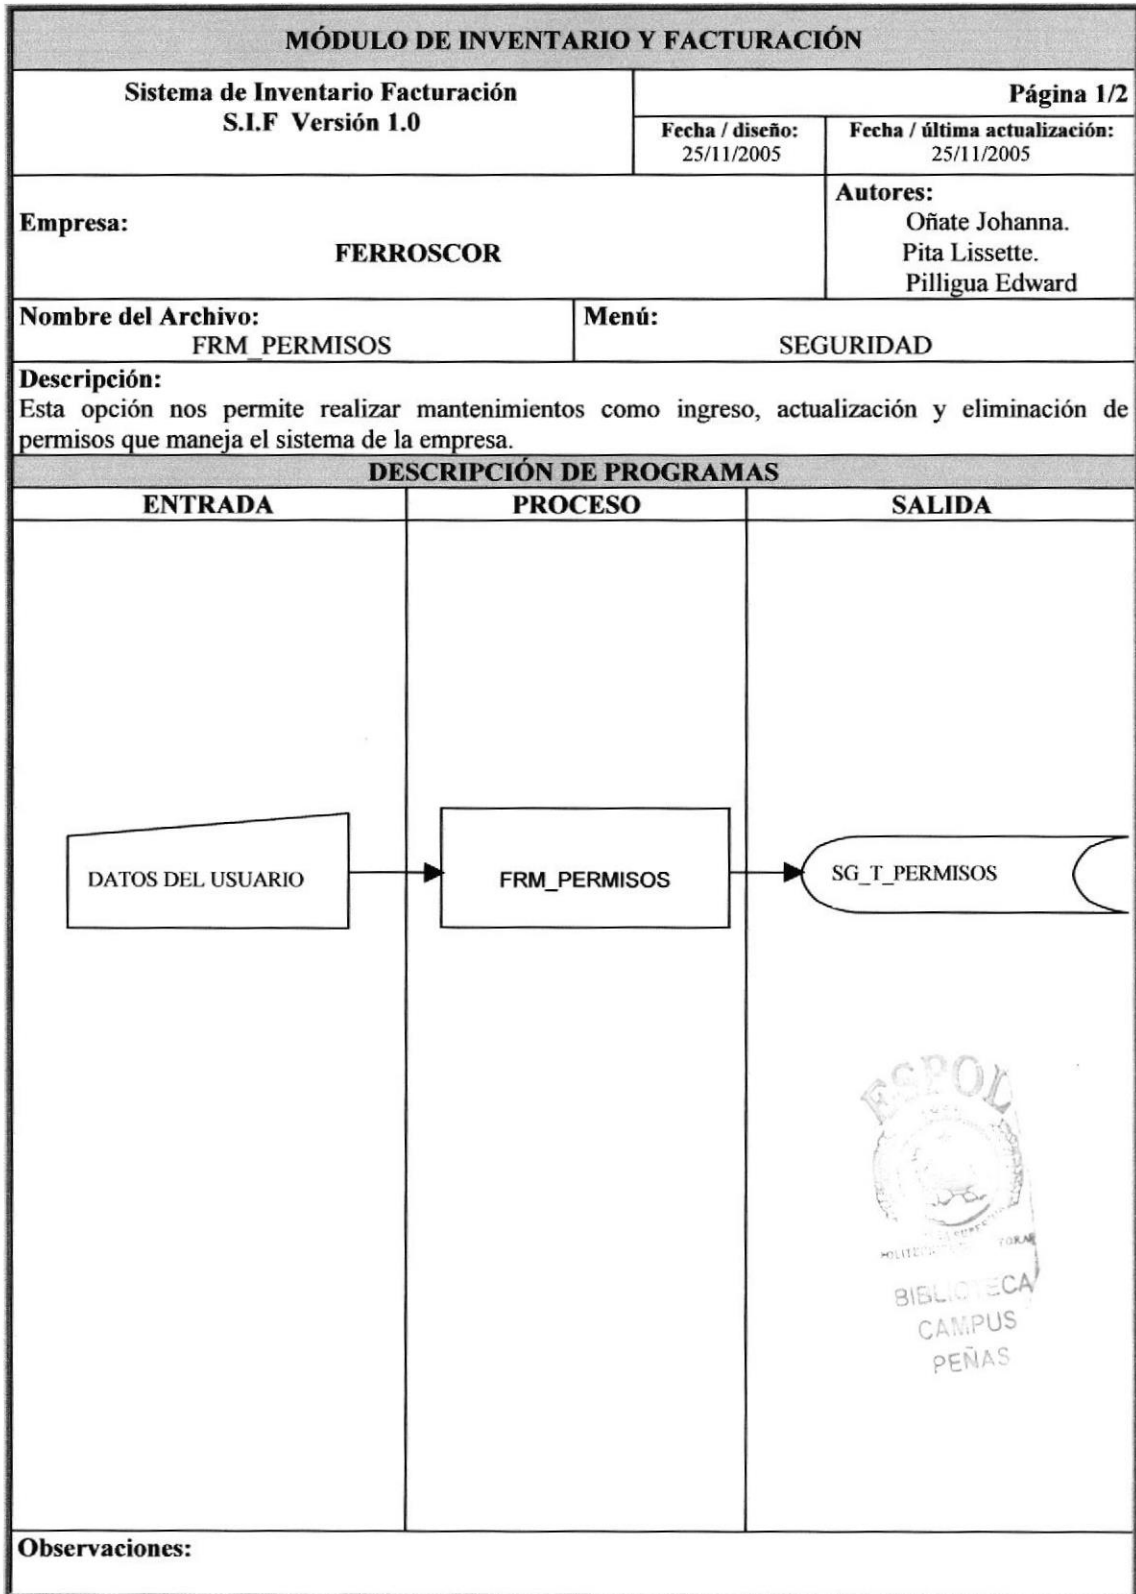 MÓDULO DE INVENTARIO Y FACTURACIÓN
Sistema de Inventario Facturación
S.I.F Versión 1.0
Página 1/2
Fecha / diseño:
25/11/2005
Fecha / última actualización:
25/11/2005
Empresa:
FERROSCOR
Autores:
Oñate Johanna.
Pita Lissette.
Pilligua Edward
Nombre del Archivo:
FRM_PERMISOS
Menú:
SEGURIDAD
Descripción:
Esta opción nos permite realizar mantenimientos como ingreso, actualización y eliminación de
permisos que maneja el sistema de la empresa.
DESCRIPCIÓN DE PROGRAMAS
ENTRADA
PROCESO
SALIDA
DATOS DEL USUARIO
FRM_PERMISOS
SG_T_PERMISOS
ESPOL
BIBLIOTECA
CAMPUS
PEÑAS
Observaciones: